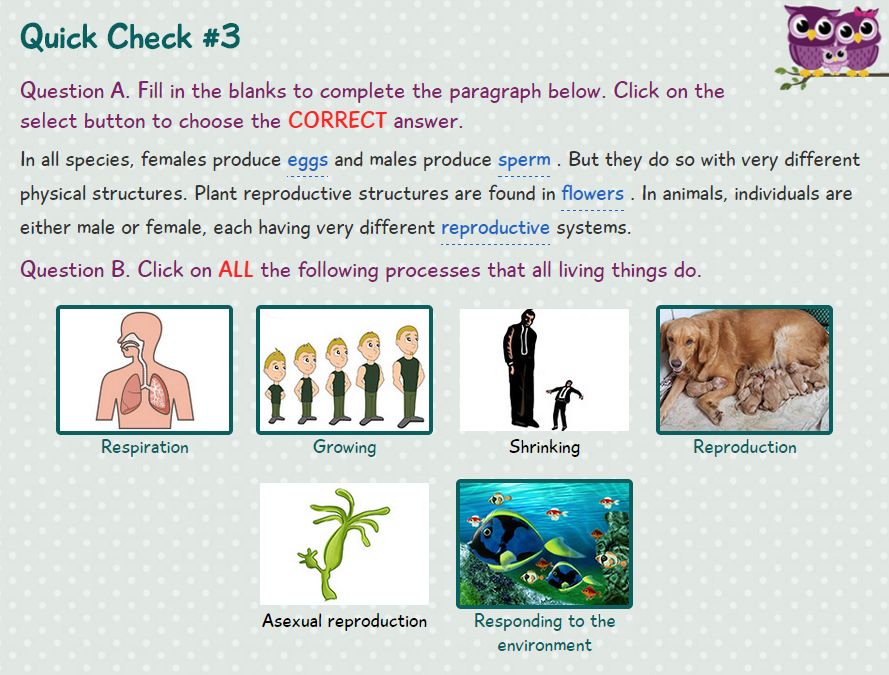 Quick Check #3
Question A. Fill in the blanks to complete the paragraph below. Click on the
select button to choose the CORRECT answer.
In all species, females produce eggs and males produce sperm . But they do so with very different
physical structures. Plant reproductive structures are found in flowers . In animals, individuals are
either male or female, each having very different reproductive systems.
Question B. Click on ALL the following processes that all living things do.
Respiration
Growing
Shrinking
Reproduction
Asexual reproduction
Responding to the
environment